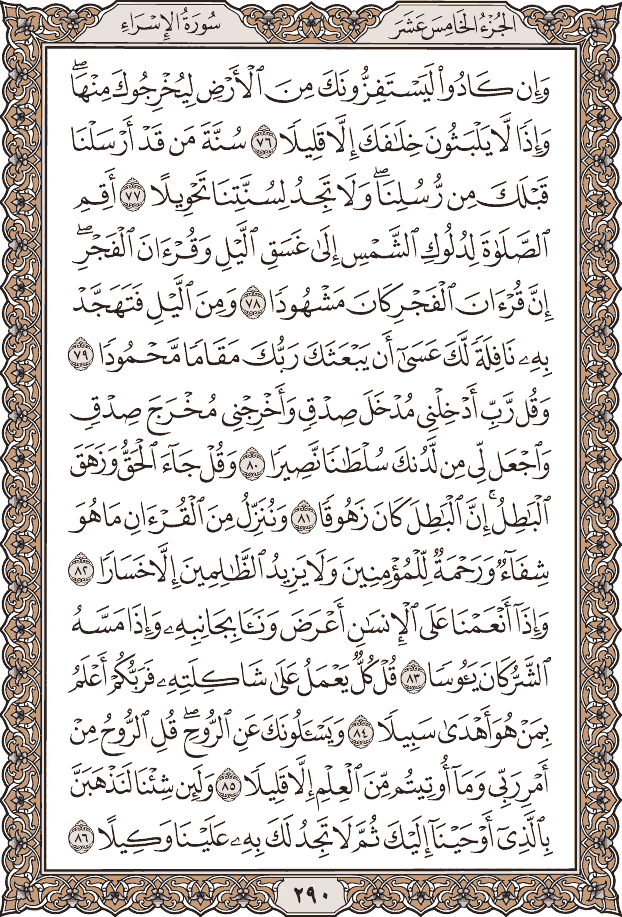 الجُزْءُ الخَامِسَ عَشَرَ
سُورَةُ الإِسْرَاءِ
وَإِن كَادُوا۟ لَيَسْتَفِزُّونَكَ مِنَ ٱلْأَرْضِ لِيُخْرِجُوكَ مِنْهَاۖ
وَإِذًا لَّا يَلْبَثُونَ خِلَٰفَكَ إِلَّا قَلِيلًا ٧٦ سُنَّةَ مَن قَدْ أَرْسَلْنَا
قَبْلَكَ مِن رُّسُلِنَاۖ وَلَا تَجِدُ لِسُنَّتِنَا تَحْوِيلًا ٧٧ أَقِمِ
ٱلصَّلَوٰةَ لِدُلُوكِ ٱلشَّمْسِ إِلَىٰ غَسَقِ ٱلَّيْلِ وَقُرْءَانَ ٱلْفَجْرِۖ
إِنَّ قُرْءَانَ ٱلْفَجْرِ كَانَ مَشْهُودًا ٧٨ وَمِنَ ٱلَّيْلِ فَتَهَجَّدْ
بِهِۦ نَافِلَةً لَّكَ عَسَىٰٓ أَن يَبْعَثَكَ رَبُّكَ مَقَامًا مَّحْمُودًا ٧٩
وَقُل رَّبِّ أَدْخِلْنِى مُدْخَلَ صِدْقٍ وَأَخْرِجْنِى مُخْرَجَ صِدْقٍ
وَٱجْعَل لِّى مِن لَّدُنكَ سُلْطَٰنًا نَّصِيرًا ٨٠ وَقُلْ جَآءَ ٱلْحَقُّ وَزَهَقَ
ٱلْبَٰطِلُۚ إِنَّ ٱلْبَٰطِلَ كَانَ زَهُوقًا ٨١ وَنُنَزِّلُ مِنَ ٱلْقُرْءَانِ مَا هُوَ
شِفَآءٌ وَرَحْمَةٌ لِّلْمُؤْمِنِينَ وَلَا يَزِيدُ ٱلظَّٰلِمِينَ إِلَّا خَسَارًا ٨٢
وَإِذَآ أَنْعَمْنَا عَلَى ٱلْإِنسَٰنِ أَعْرَضَ وَنَـَٔا بِجَانِبِهِۦ وَإِذَا مَسَّهُ
ٱلشَّرُّ كَانَ يَـُٔوسًا ٨٣ قُلْ كُلٌّ يَعْمَلُ عَلَىٰ شَاكِلَتِهِۦ فَرَبُّكُمْ أَعْلَمُ
بِمَنْ هُوَ أَهْدَىٰ سَبِيلًا ٨٤ وَيَسْـَٔلُونَكَ عَنِ ٱلرُّوحِۖ قُلِ ٱلرُّوحُ مِنْ
أَمْرِ رَبِّى وَمَآ أُوتِيتُم مِّنَ ٱلْعِلْمِ إِلَّا قَلِيلًا ٨٥ وَلَئِن شِئْنَا لَنَذْهَبَنَّ
بِٱلَّذِىٓ أَوْحَيْنَآ إِلَيْكَ ثُمَّ لَا تَجِدُ لَكَ بِهِۦ عَلَيْنَا وَكِيلًا ٨٦
٢٩٠